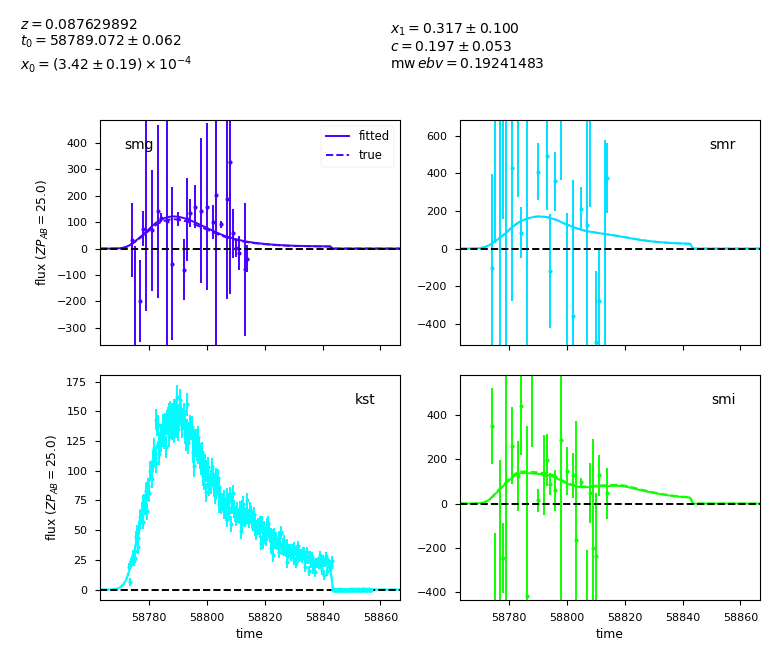 z = 0.087629892
t₀ = 58789.072 ± 0.062
x₀ = (3.42 ± 0.19) × 10⁻⁴
x₁ = 0.317 ± 0.100
c = 0.197 ± 0.053
mwebv = 0.19241483
smg
fitted
true
400
300
200
100
0
−100
−200
−300
flux (ZP_AB = 25.0)
smr
600
400
200
0
−200
−400
kst
175
150
125
100
75
50
25
0
flux (ZP_AB = 25.0)
58780 58800 58820 58840 58860
time
smi
400
200
0
−200
−400
58780 58800 58820 58840 58860
time